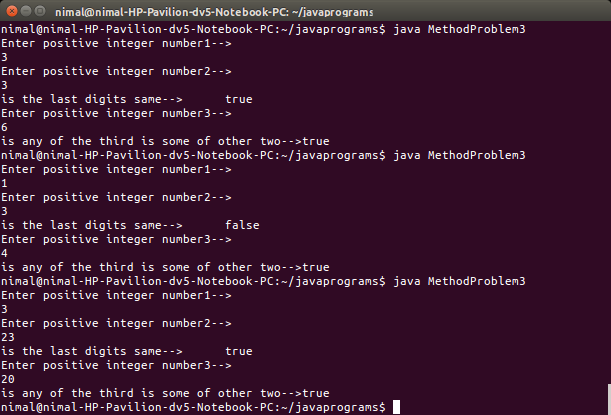 nimal@nimal-HP-Pavilion-dv5-Notebook-PC: ~/javaprograms
nimal@nimal-HP-Pavilion-dv5-Notebook-PC:~/javaprograms$ java MethodProblem3
Enter positive integer number1-->
3
Enter positive integer number2-->
3
is the last digits same-->      true
Enter positive integer number3-->
6
is any of the third is some of other two-->true
nimal@nimal-HP-Pavilion-dv5-Notebook-PC:~/javaprograms$ java MethodProblem3
Enter positive integer number1-->
1
Enter positive integer number2-->
3
is the last digits same-->      false
Enter positive integer number3-->
4
is any of the third is some of other two-->true
nimal@nimal-HP-Pavilion-dv5-Notebook-PC:~/javaprograms$ java MethodProblem3
Enter positive integer number1-->
3
Enter positive integer number2-->
23
is the last digits same-->      true
Enter positive integer number3-->
20
is any of the third is some of other two-->true
nimal@nimal-HP-Pavilion-dv5-Notebook-PC:~/javaprograms$